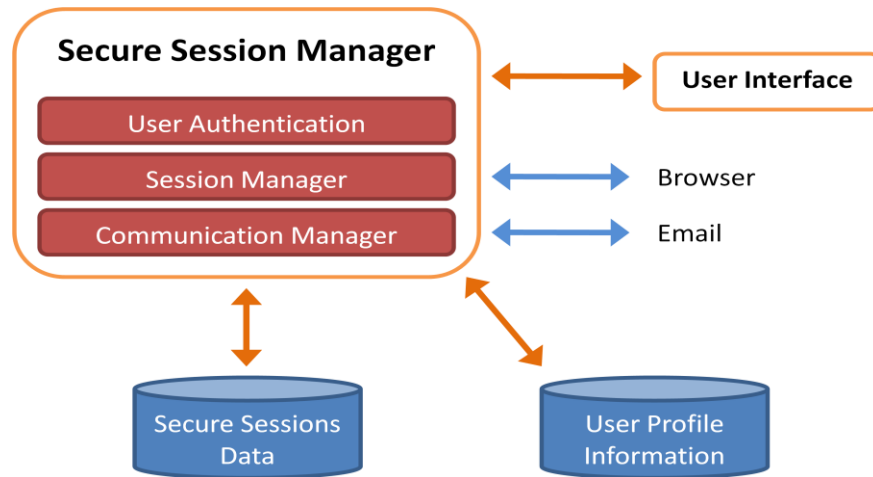 Secure Session Manager
User Interface
User Authentication
Session Manager
Browser
Communication Manager
Email
Secure Sessions
Data
User Profile
Information